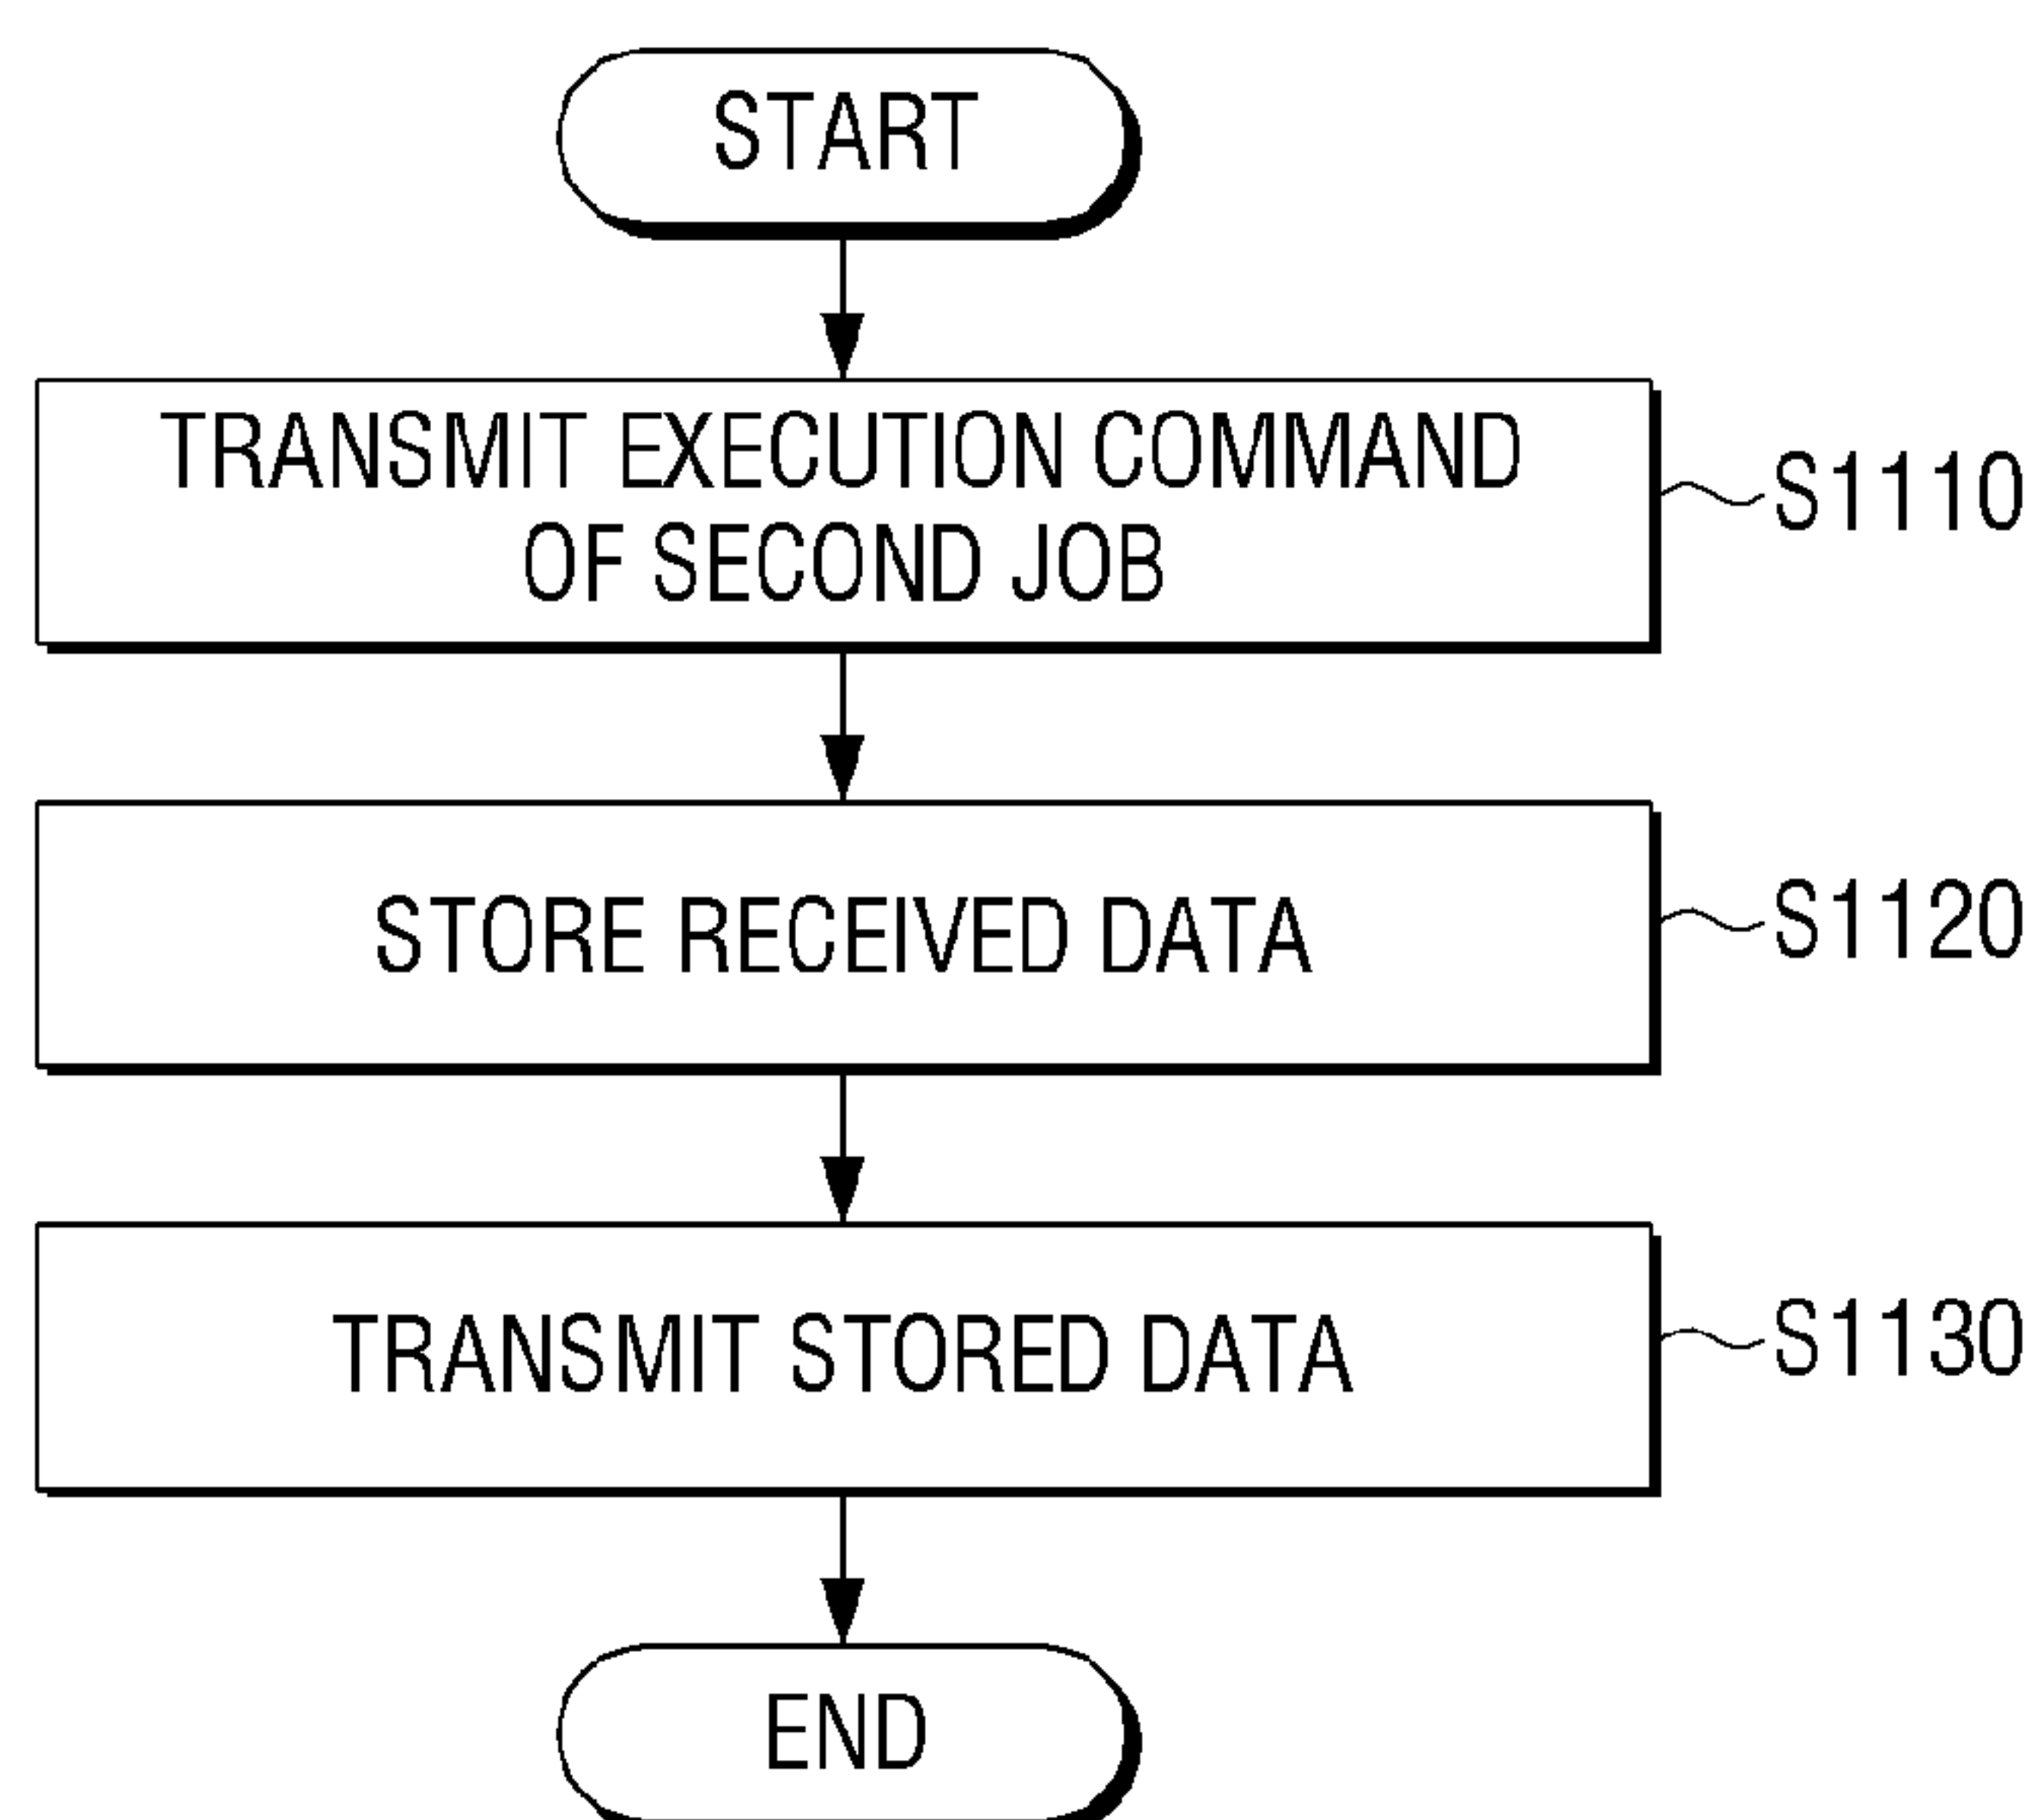 START
TRANSMIT EXECUTION COMMAND
OF SECOND JOB
S1110
STORE RECEIVED DATA
S1120
TRANSMIT STORED DATA
S1130
END